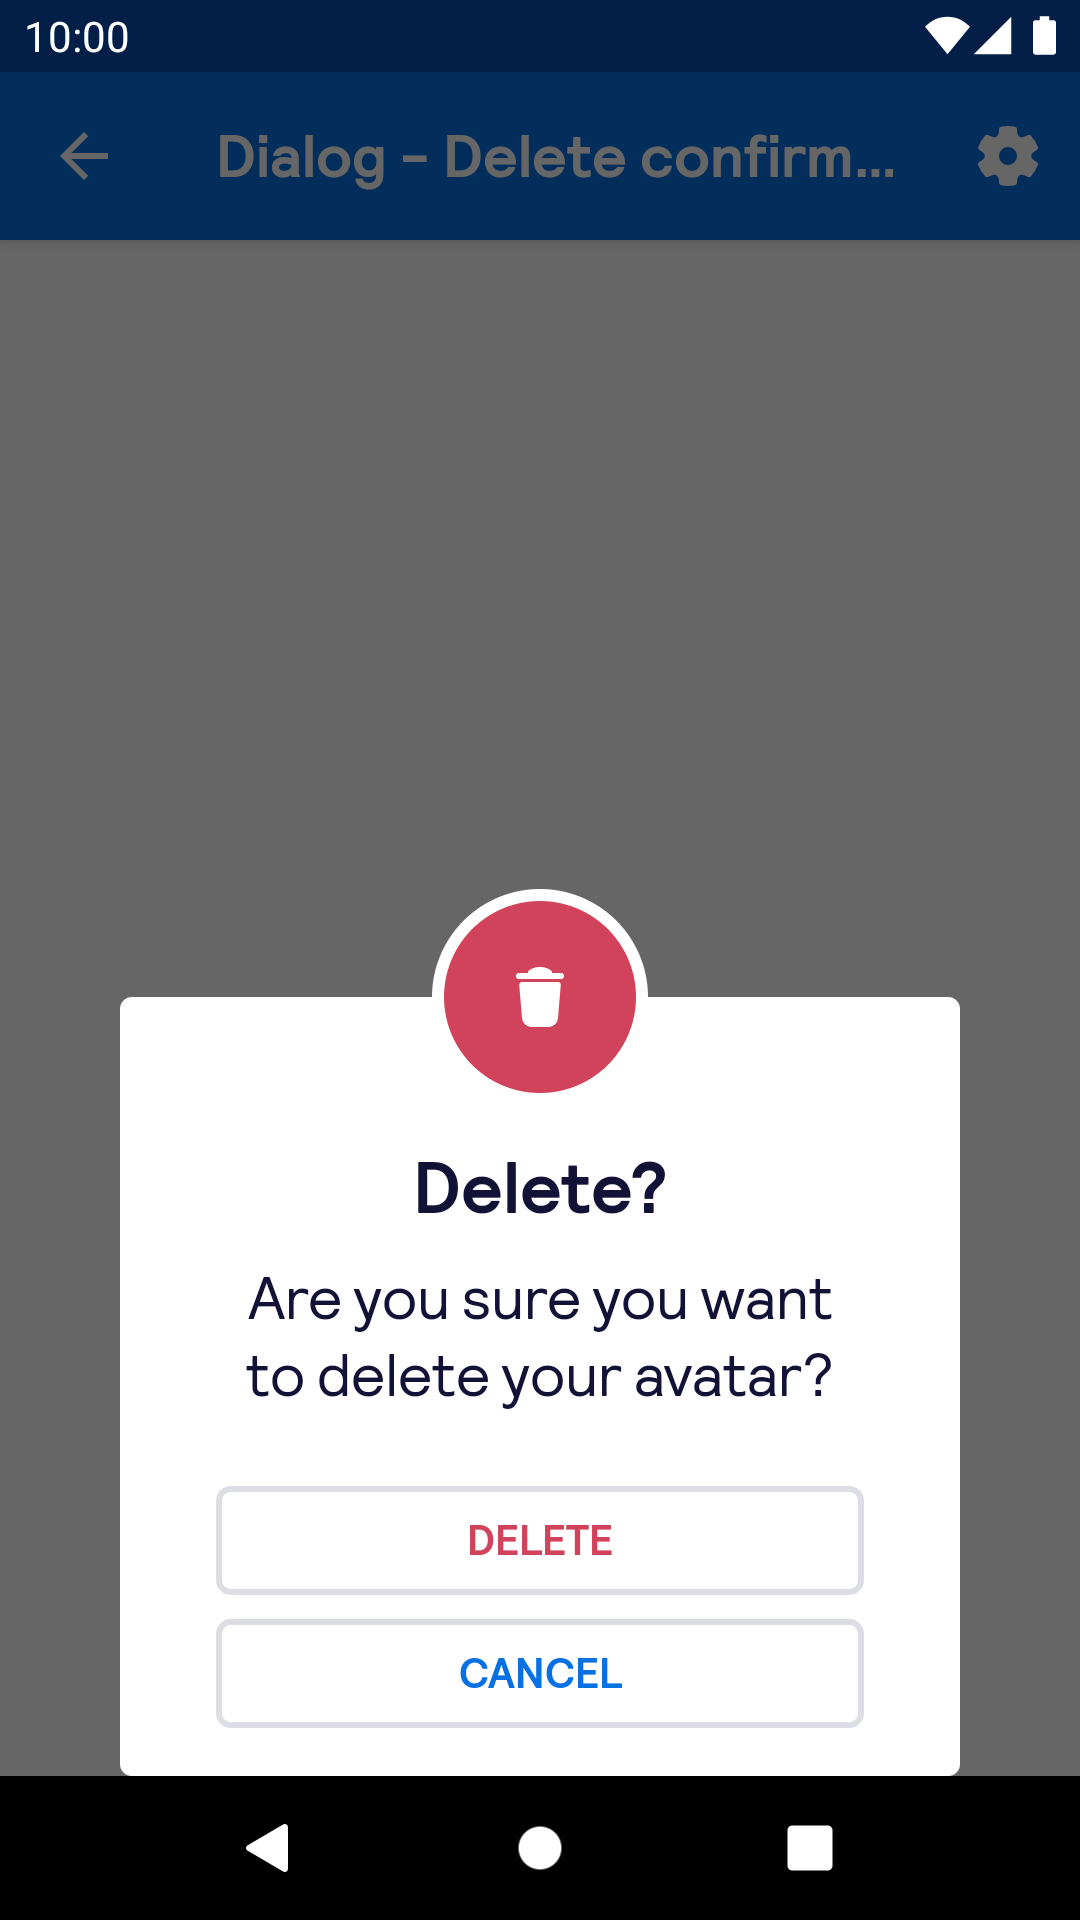 10:00
Dialog - Delete confirm...
Delete?
Are you sure you want
to delete your avatar?
DELETE
CANCEL